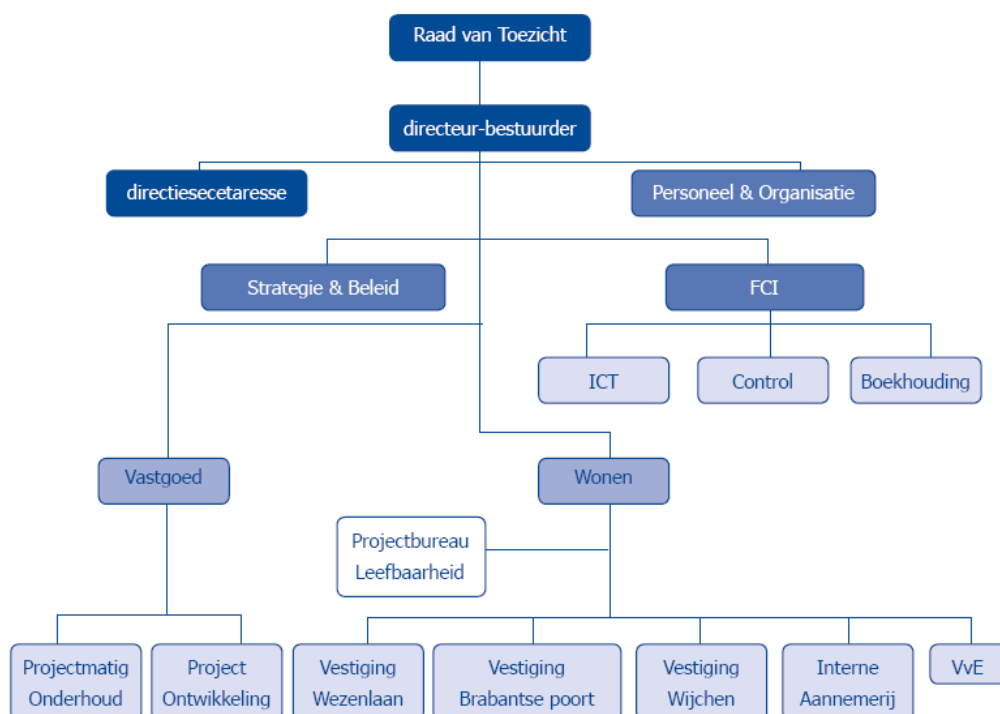 Raad van Toezicht
directeur-bestuurder
directiesecetaresse
Personeel & Organisatie
Strategie & Beleid
FCI
ICT
Control
Boekhouding
Vastgoed
Wonen
Projectbureau
Leefbaarheid
Projectmatig
Onderhoud
Project
Ontwikkeling
Vestiging
Wezenlaan
Vestiging
Brabantse poort
Vestiging
Wijchen
Interne
Aannemerij
VvE